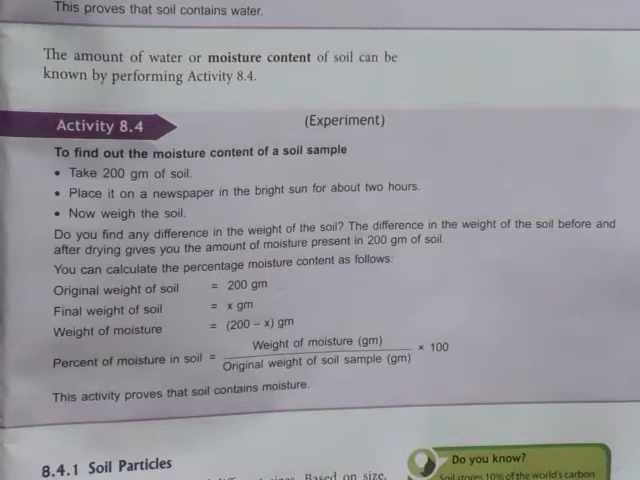 This proves that soil contains water.
The amount of water or moisture content of soil can be
known by performing Activity 8.4.
Activity 8.4
(Experiment)
To find out the moisture content of a soil sample
• Take 200 gm of soil.
• Place it on a newspaper in the bright sun for about two hours.
• Now weigh the soil.
Do you find any difference in the weight of the soil? The difference in the weight of the soil before and
after drying gives you the amount of moisture present in 200 gm of soil.
You can calculate the percentage moisture content as follows:
Original weight of soil = 200 gm
Final weight of soil = x gm
Weight of moisture = (200 – x) gm
Percent of moisture in soil = Weight of moisture (gm) / Original weight of soil sample (gm) × 100
This activity proves that soil contains moisture.
8.4.1 Soil Particles
Based on size,
Do you know?
Soil stores 10% of the world's carbon